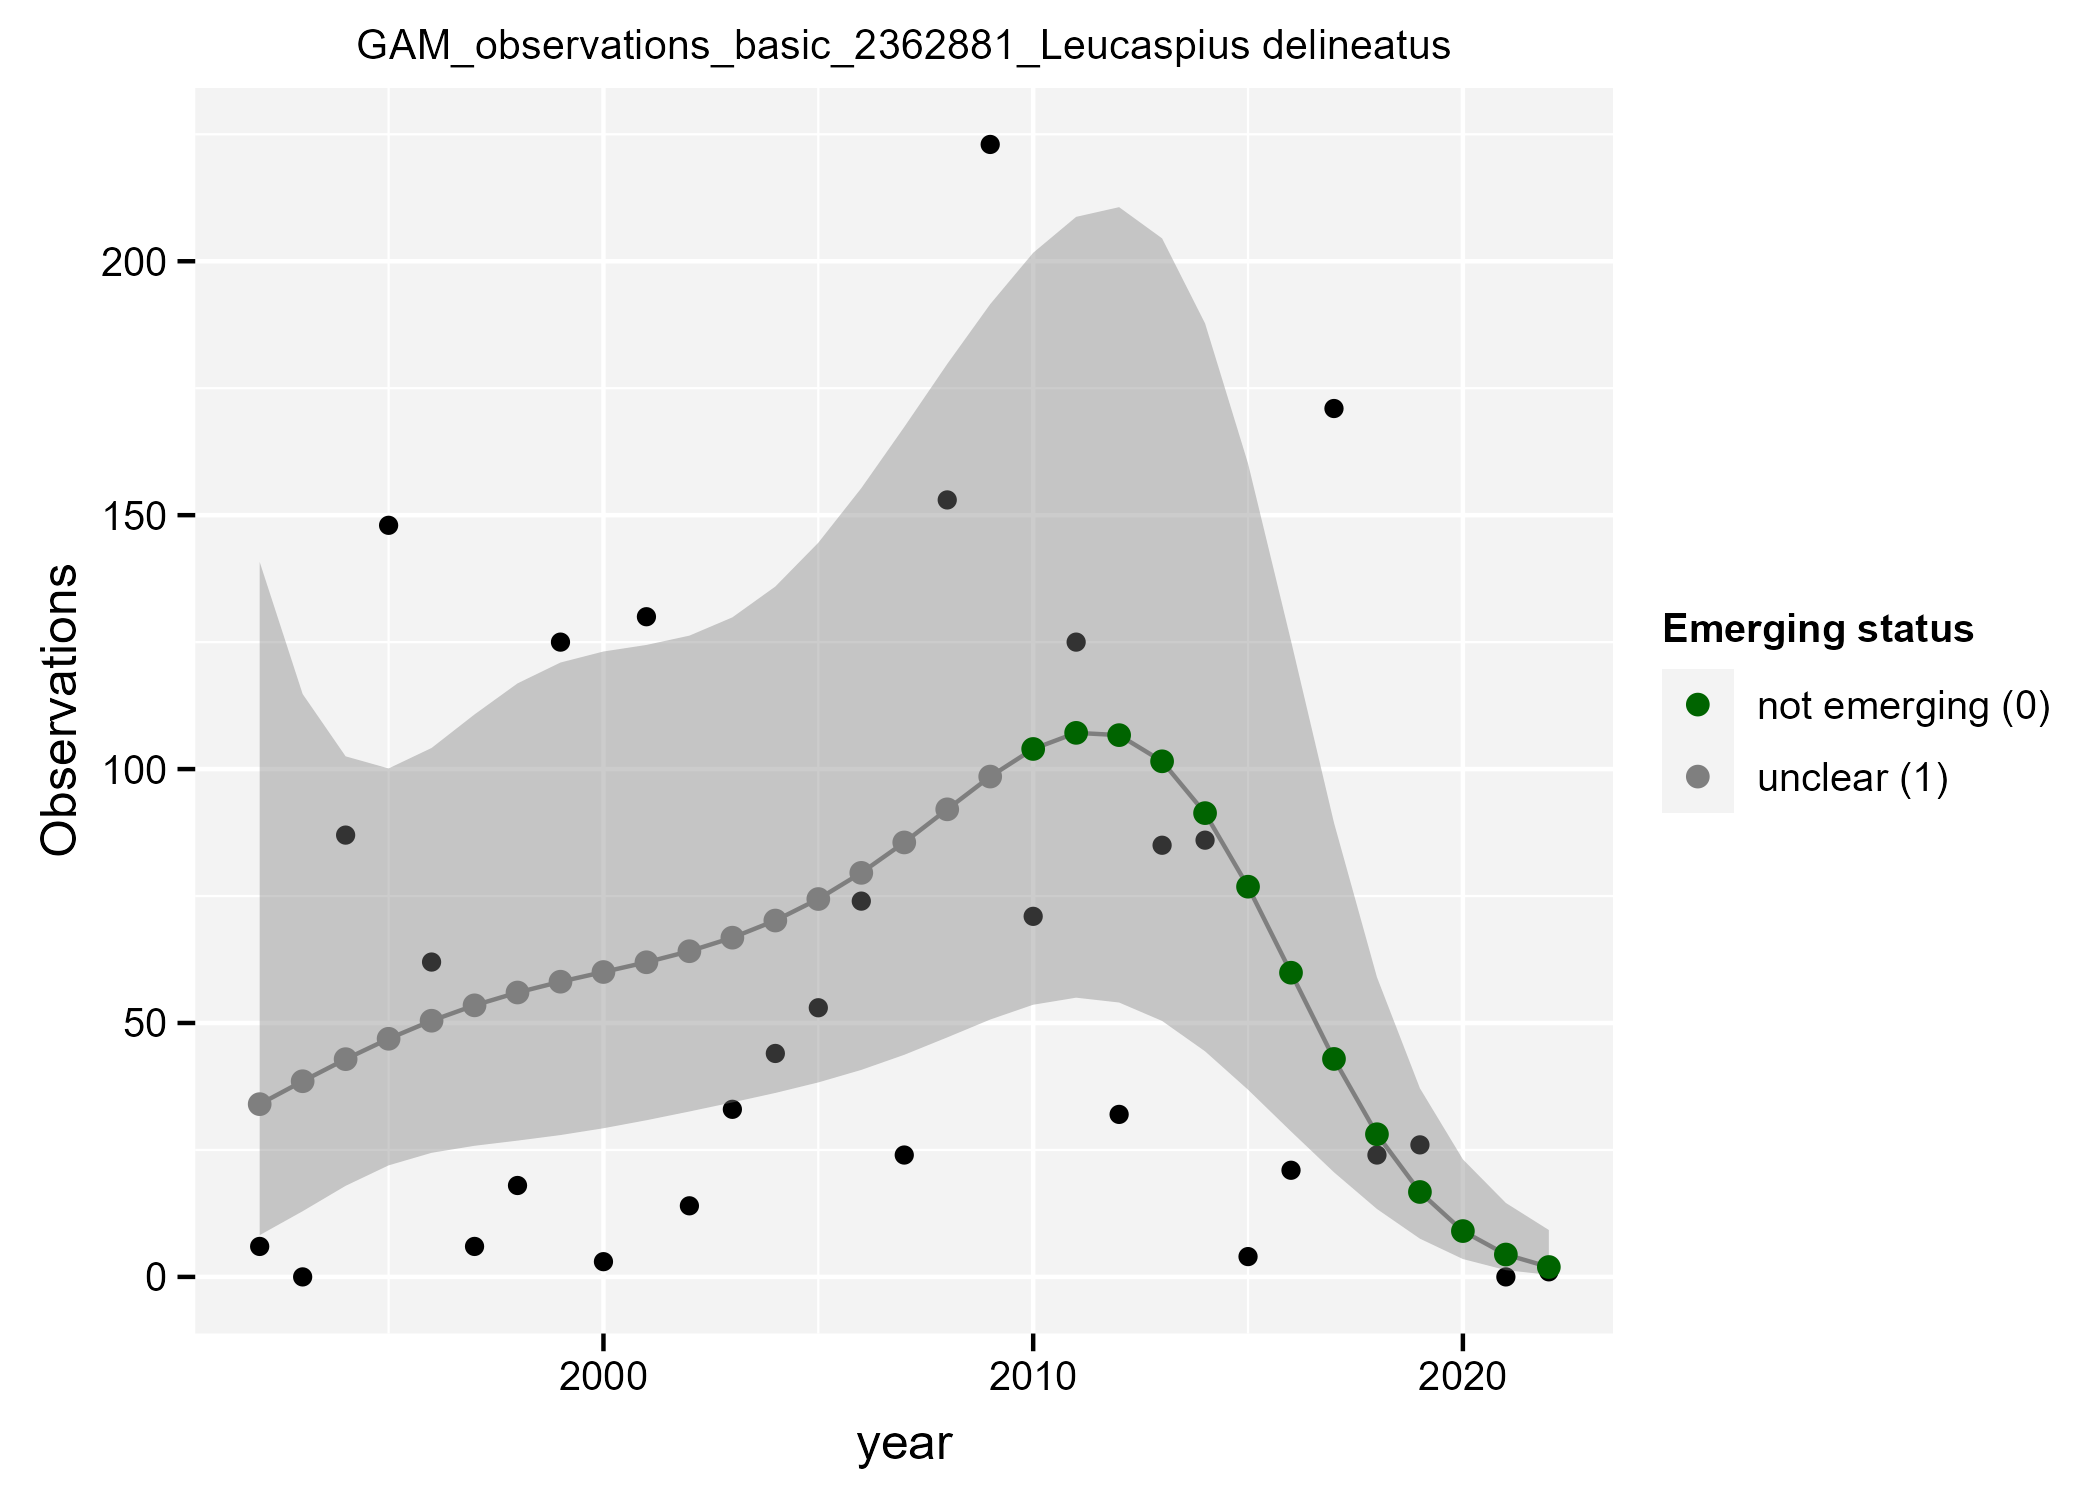 GAM_observations_basic_2362881_Leucaspius delineatus
Observations
200
150
100
50
0
2000
2010
2020
year
Emerging status
not emerging (0)
unclear (1)